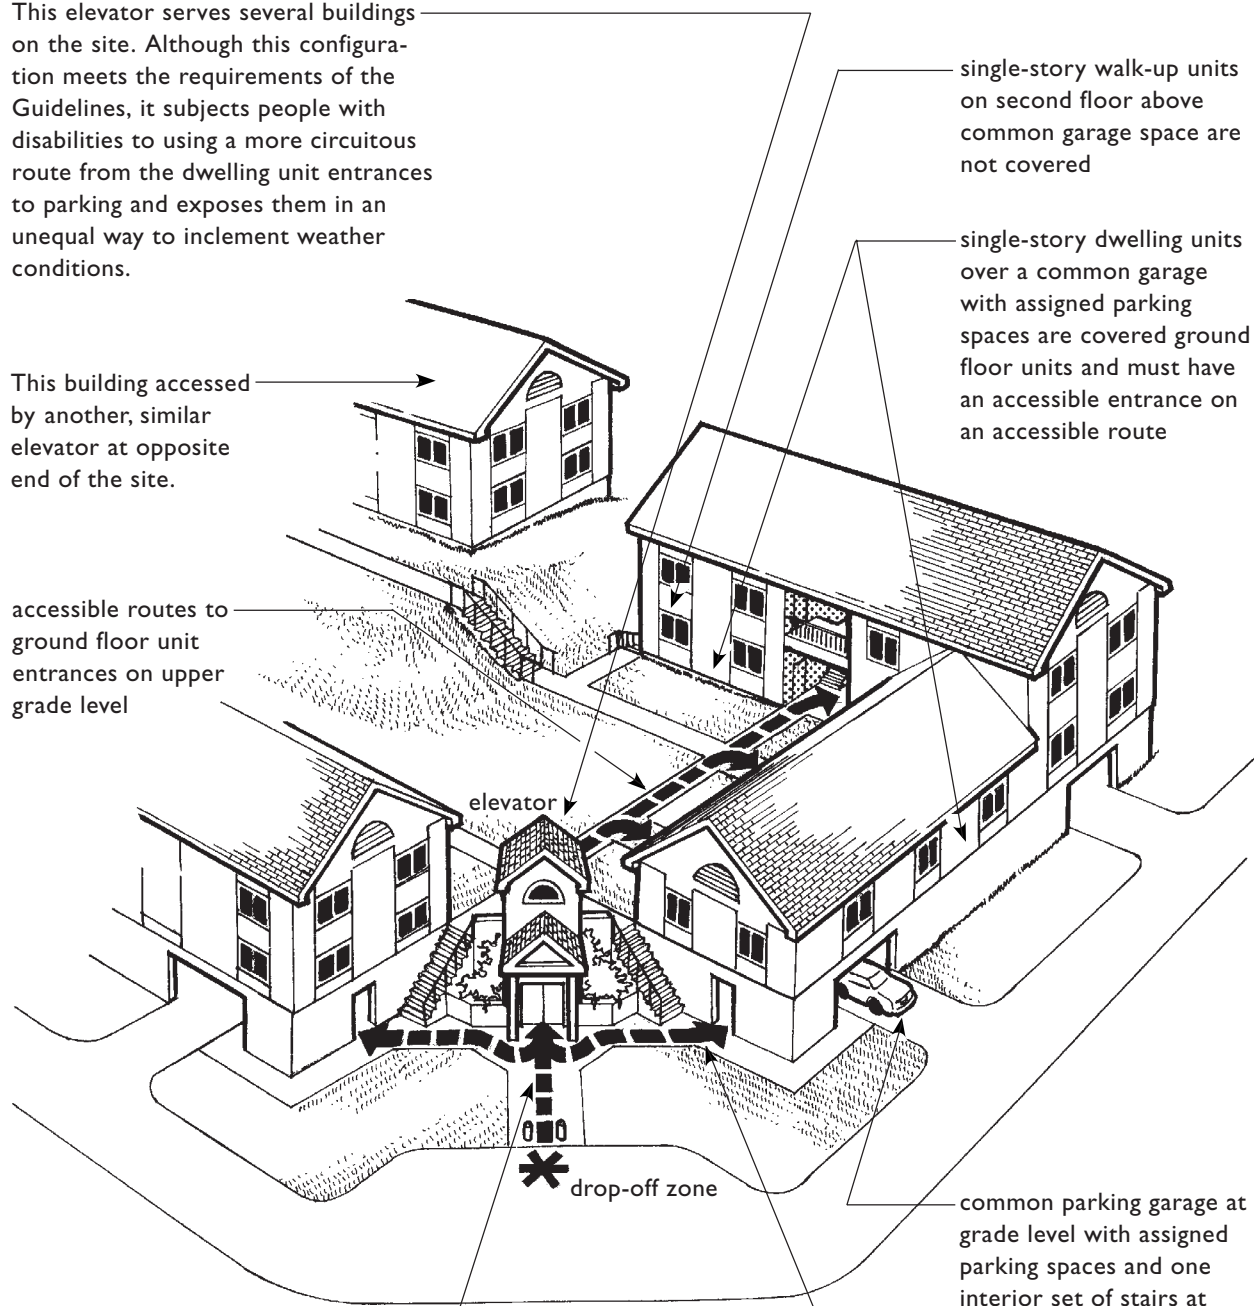 This elevator serves several buildings
on the site. Although this configura-
tion meets the requirements of the
Guidelines, it subjects people with
disabilities to using a more circuitous
route from the dwelling unit entrances
to parking and exposes them in an
unequal way to inclement weather
conditions.
single-story walk-up units
on second floor above
common garage space are
not covered
single-story dwelling units
over a common garage
with assigned parking
spaces are covered ground
floor units and must have
an accessible entrance on
an accessible route
This building accessed
by another, similar
elevator at opposite
end of the site.
accessible routes to
ground floor unit
entrances on upper
grade level
elevator
drop-off zone
common parking garage at
grade level with assigned
parking spaces and one
interior set of stairs at